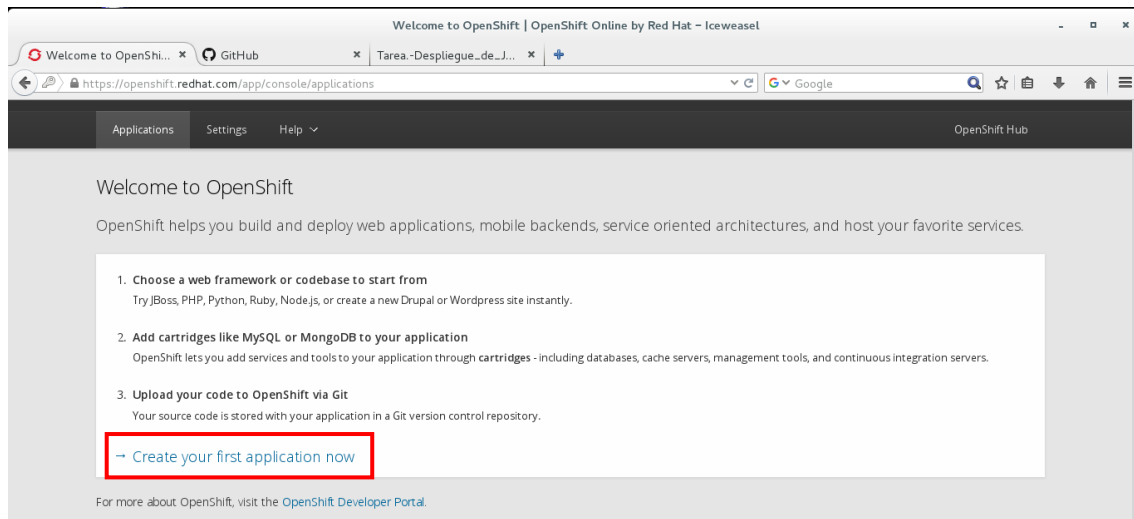 Welcome to OpenShift | OpenShift Online by Red Hat - Iceweasel
Welcome to OpenShi... GitHub Tarea.-Despliegue_de_J...
https://openshift.redhat.com/app/console/applications Google
Applications Settings Help OpenShift Hub
Welcome to OpenShift
OpenShift helps you build and deploy web applications, mobile backends, service oriented architectures, and host your favorite services.
1. Choose a web framework or codebase to start from
Try JBoss, PHP, Python, Ruby, Node.js, or create a new Drupal or Wordpress site instantly.
2. Add cartridges like MySQL or MongoDB to your application
OpenShift lets you add services and tools to your application through cartridges - including databases, cache servers, management tools, and continuous integration servers.
3. Upload your code to OpenShift via Git
Your source code is stored with your application in a Git version control repository.
→ Create your first application now
For more about OpenShift, visit the OpenShift Developer Portal.